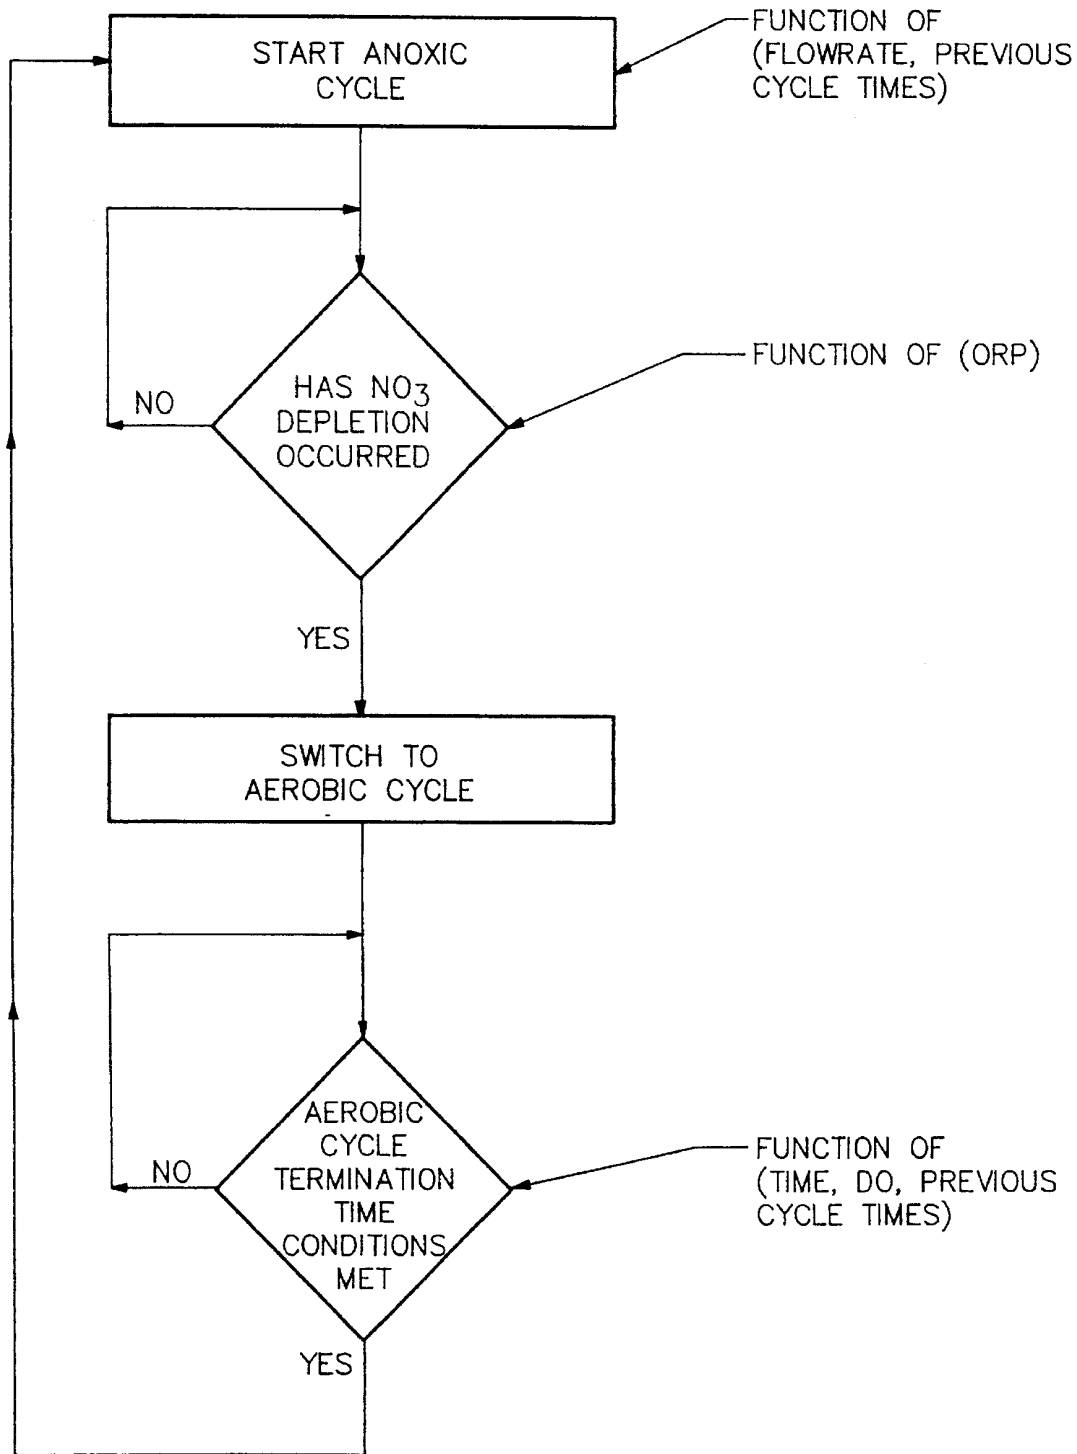 START ANOXIC
CYCLE
FUNCTION OF
(FLOWRATE, PREVIOUS
CYCLE TIMES)
HAS NO3
DEPLETION
OCCURRED
NO
FUNCTION OF (ORP)
YES
SWITCH TO
AEROBIC CYCLE
AEROBIC
CYCLE
TERMINATION
TIME
CONDITIONS
MET
NO
FUNCTION OF
(TIME, DO, PREVIOUS
CYCLE TIMES)
YES